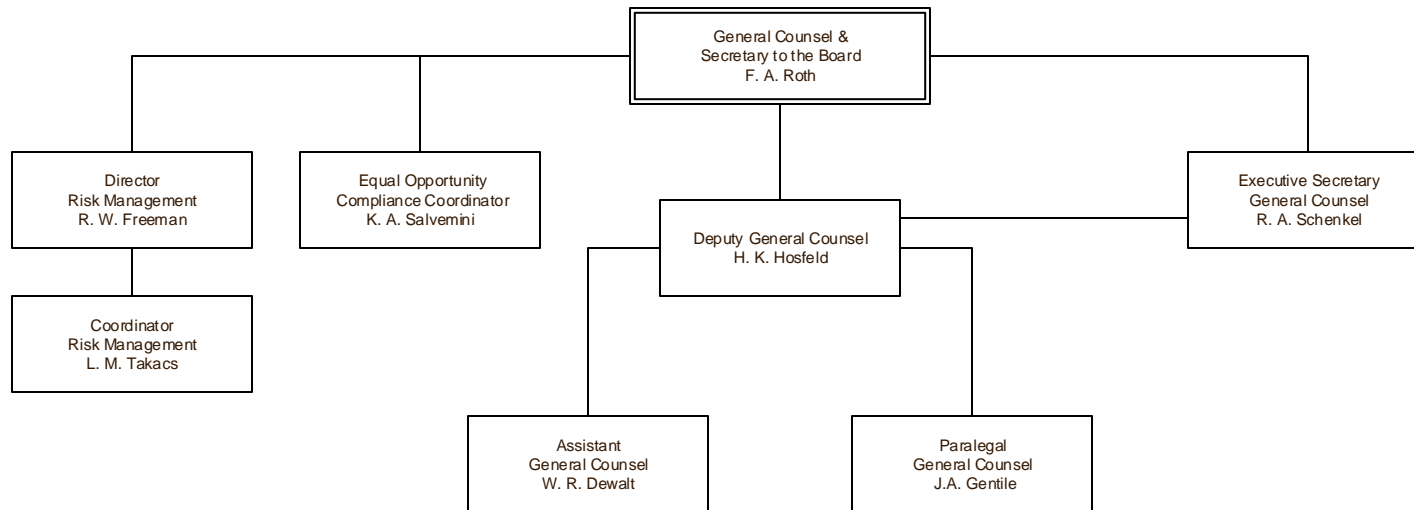 General Counsel &
Secretary to the Board
F. A. Roth
Director
Risk Management
R. W. Freeman
Equal Opportunity
Compliance Coordinator
K. A. Salvemini
Executive Secretary
General Counsel
R. A. Schenkel
Deputy General Counsel
H. K. Hosfeld
Coordinator
Risk Management
L. M. Takacs
Assistant
General Counsel
W. R. Dewalt
Paralegal
General Counsel
J.A. Gentile